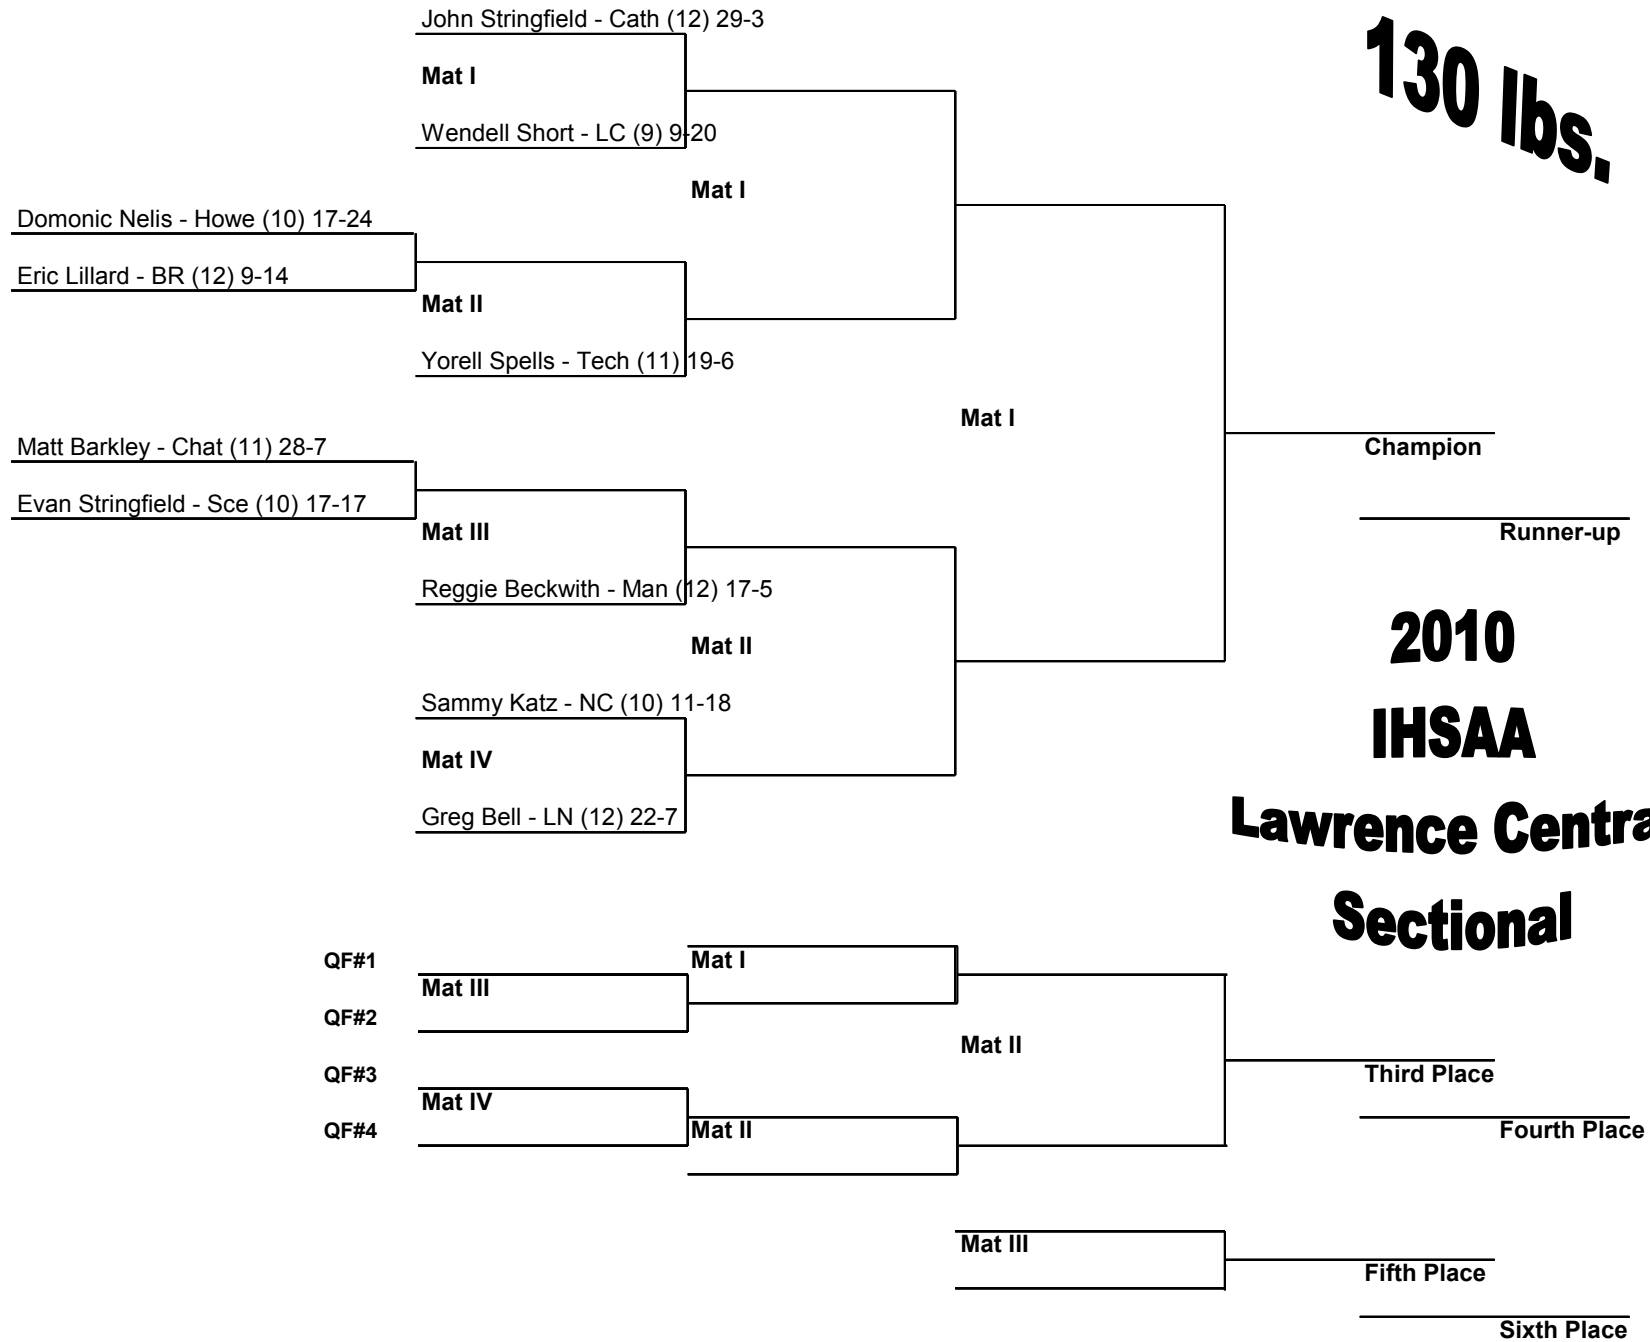 John Stringfield - Cath (12) 29-3
130 lbs.
Mat I
Wendell Short - LC (9) 9-20
Mat I
Domonic Nelis - Howe (10) 17-24
Eric Lillard - BR (12) 9-14
Mat II
Yorell Spells - Tech (11) 19-6
Mat I
Matt Barkley - Chat (11) 28-7
Champion
Evan Stringfield - Sce (10) 17-17
Mat III
Runner-up
Reggie Beckwith - Man (12) 17-5
2010
Mat II
Sammy Katz - NC (10) 11-18
IHSAA
Mat IV
Greg Bell - LN (12) 22-7
Lawrence Centra
Sectional
QF#1
Mat I
Mat III
QF#2
Mat II
QF#3
Third Place
Mat IV
QF#4
Mat II
Fourth Place
Mat III
Fifth Place
Sixth Place